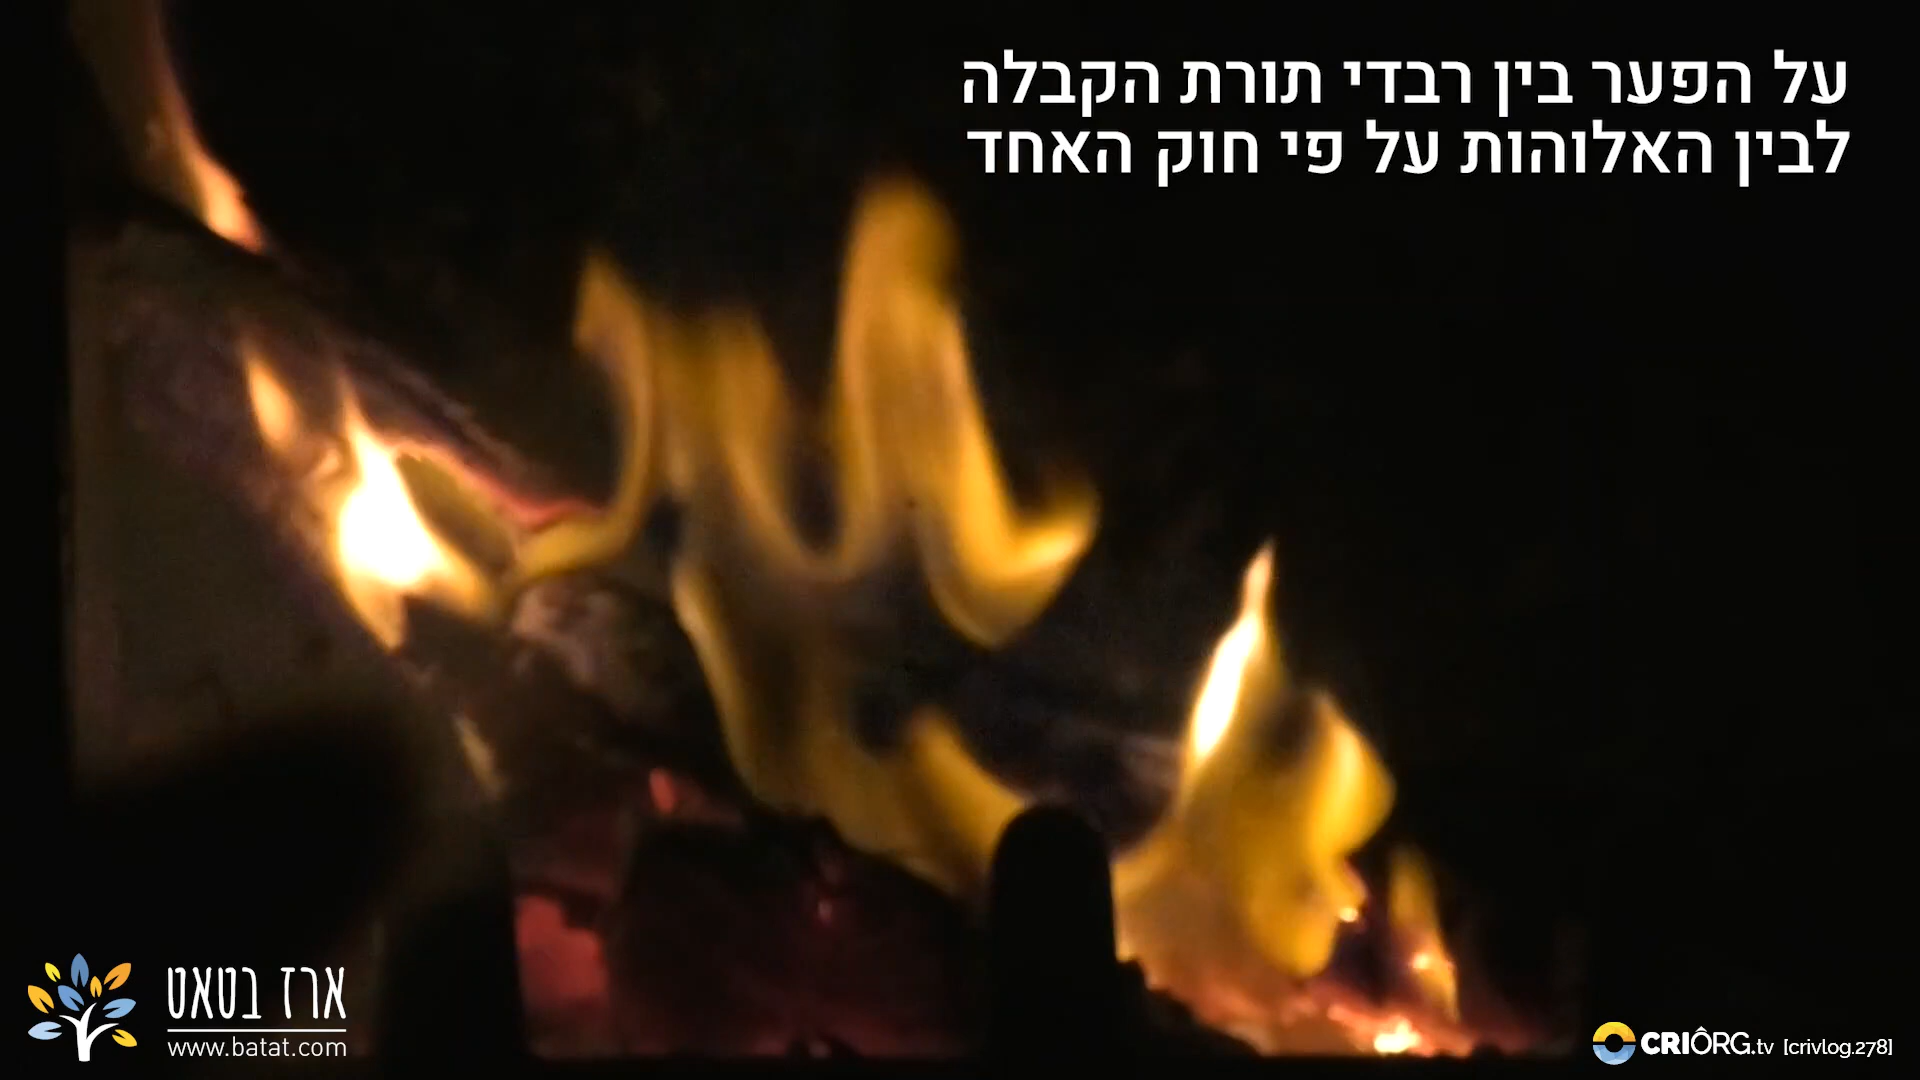 על הפער בין רבדי תורת הקבלה
לבין האלוהות על פי חוק האחד
ארז בטאט
www.batat.com
CRIÔRG.tv [crivlog.278]